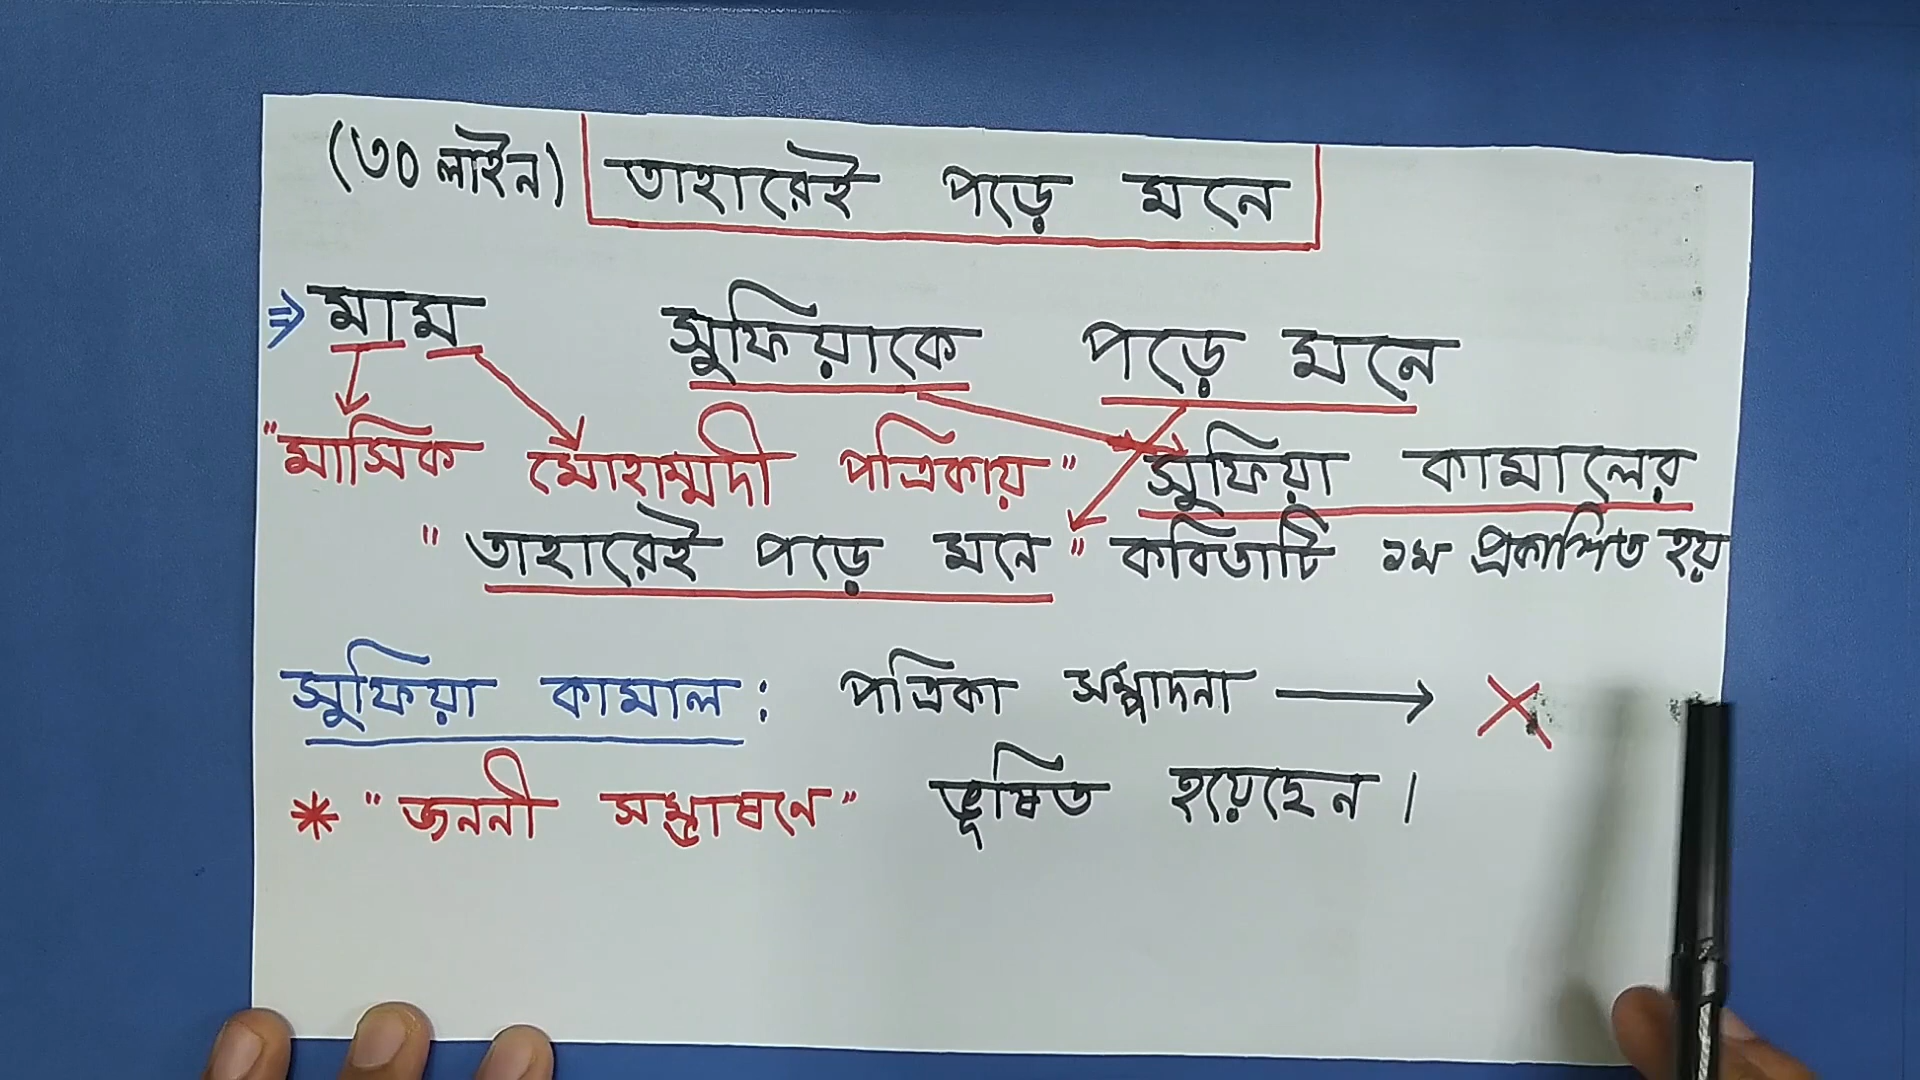 (৩০ লাইন) তাহারেই পড়ে মনে
⇒ মাম সুফিয়াকে পড়ে মনে
"মাসিক মোহাম্মদী পত্রিকায়" সুফিয়া কামালের
"তাহারেই পড়ে মনে" কবিতাটি ১ম প্রকাশিত হয়
সুফিয়া কামাল: পত্রিকা সম্পাদনা → ✗
* "জননী সম্ভাষণে" ভূষিত হয়েছেন।